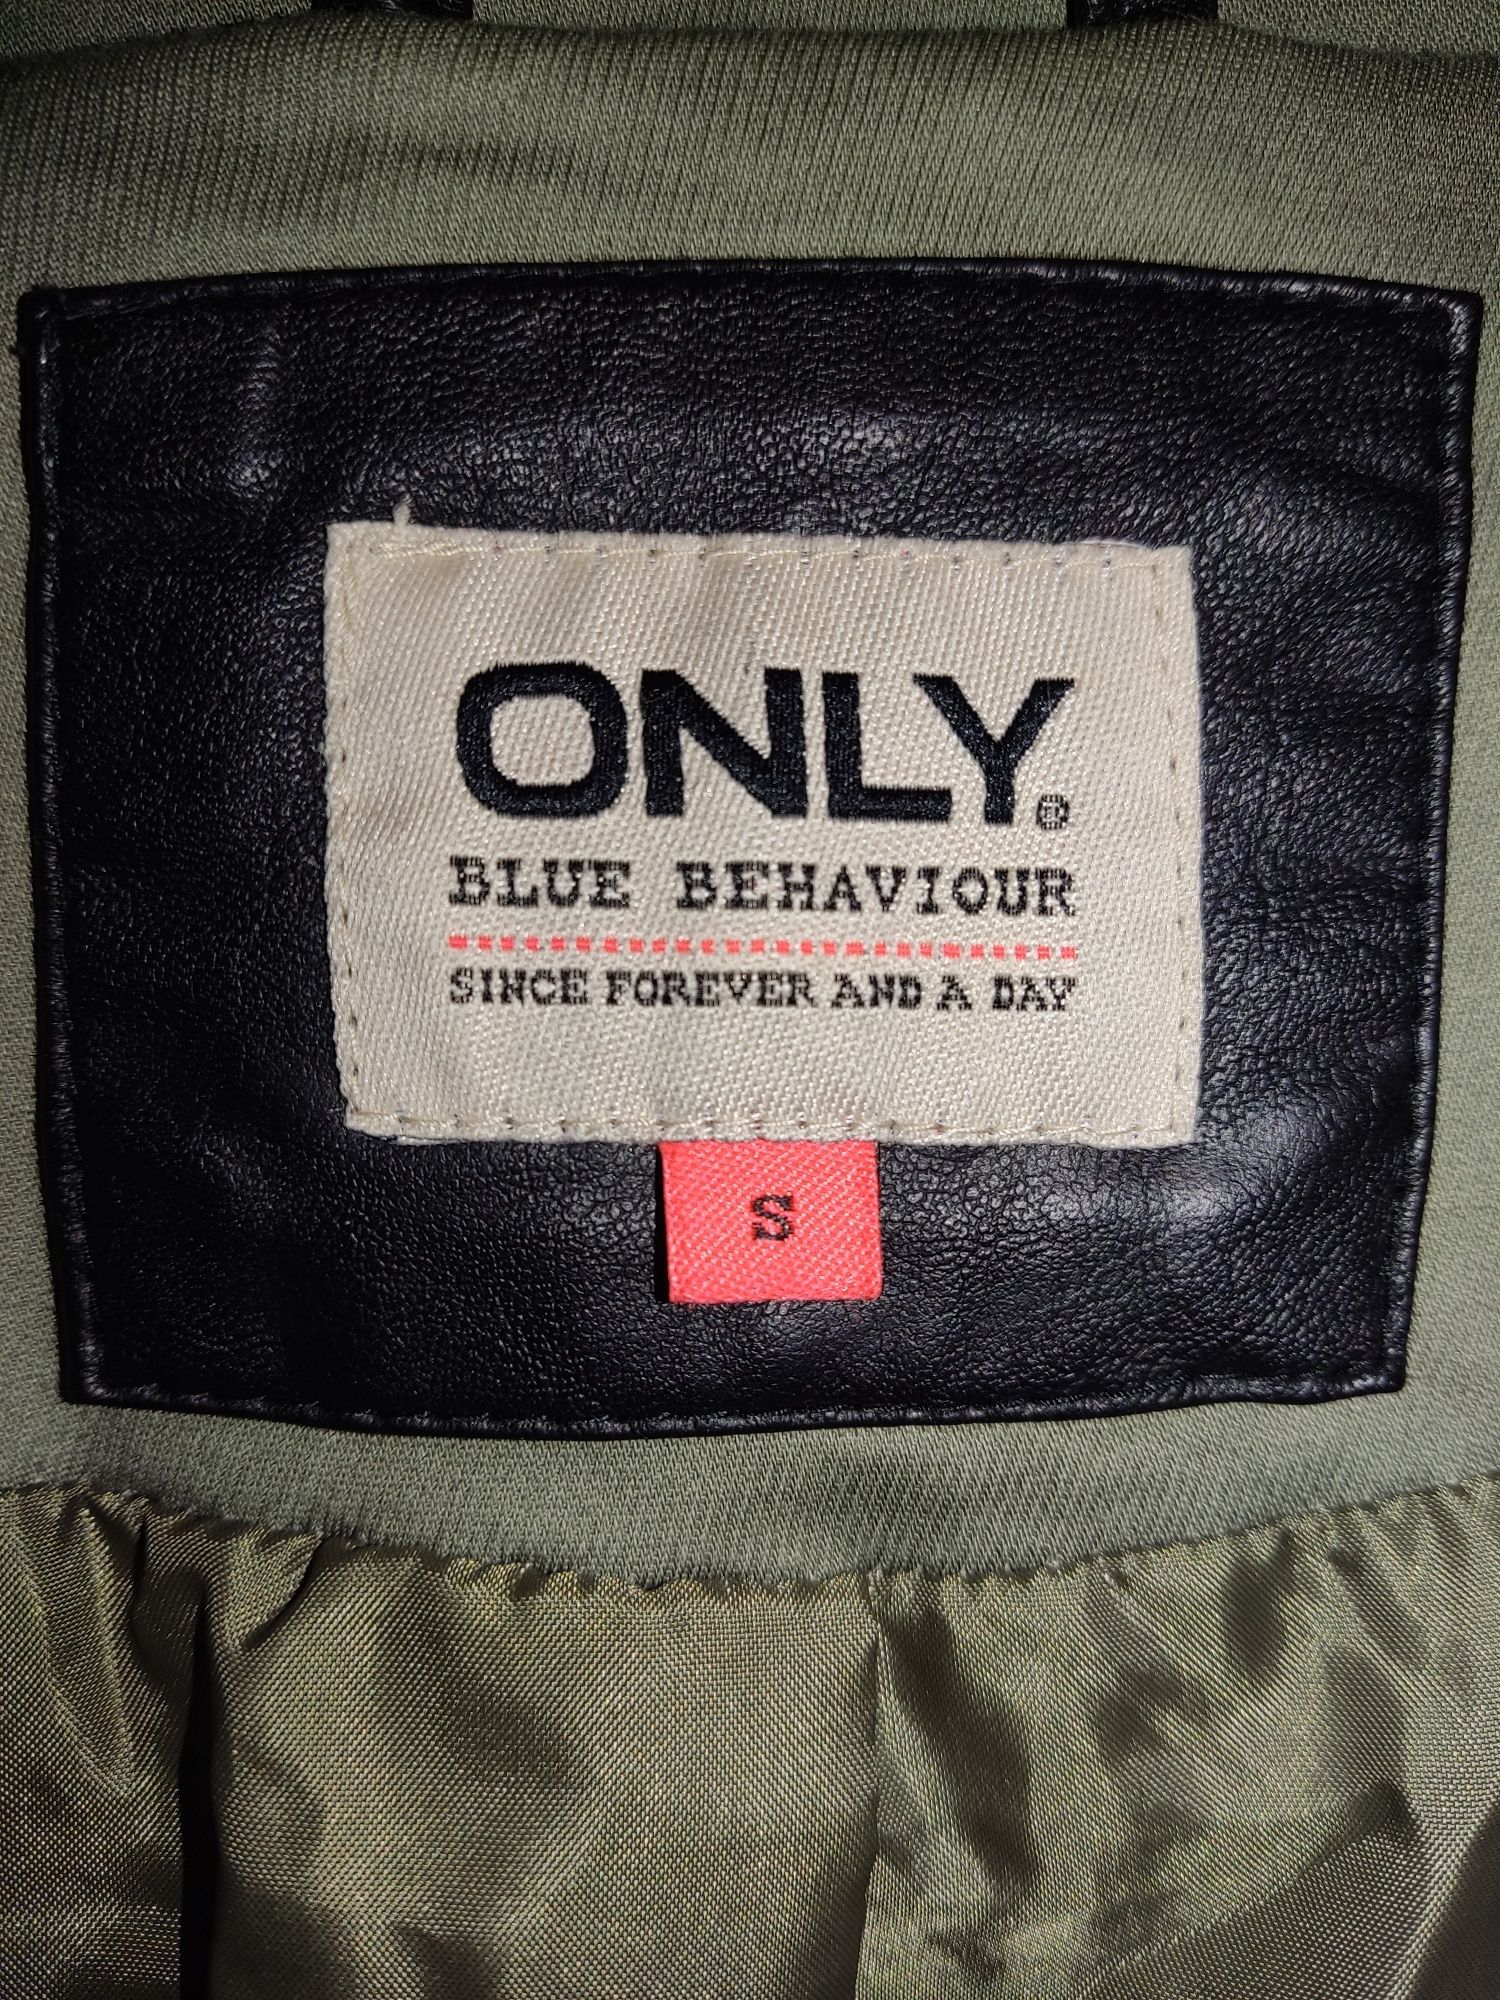 ONLY®
BLUE BEHAVIOUR
SINCE FOREVER AND A DAY
S